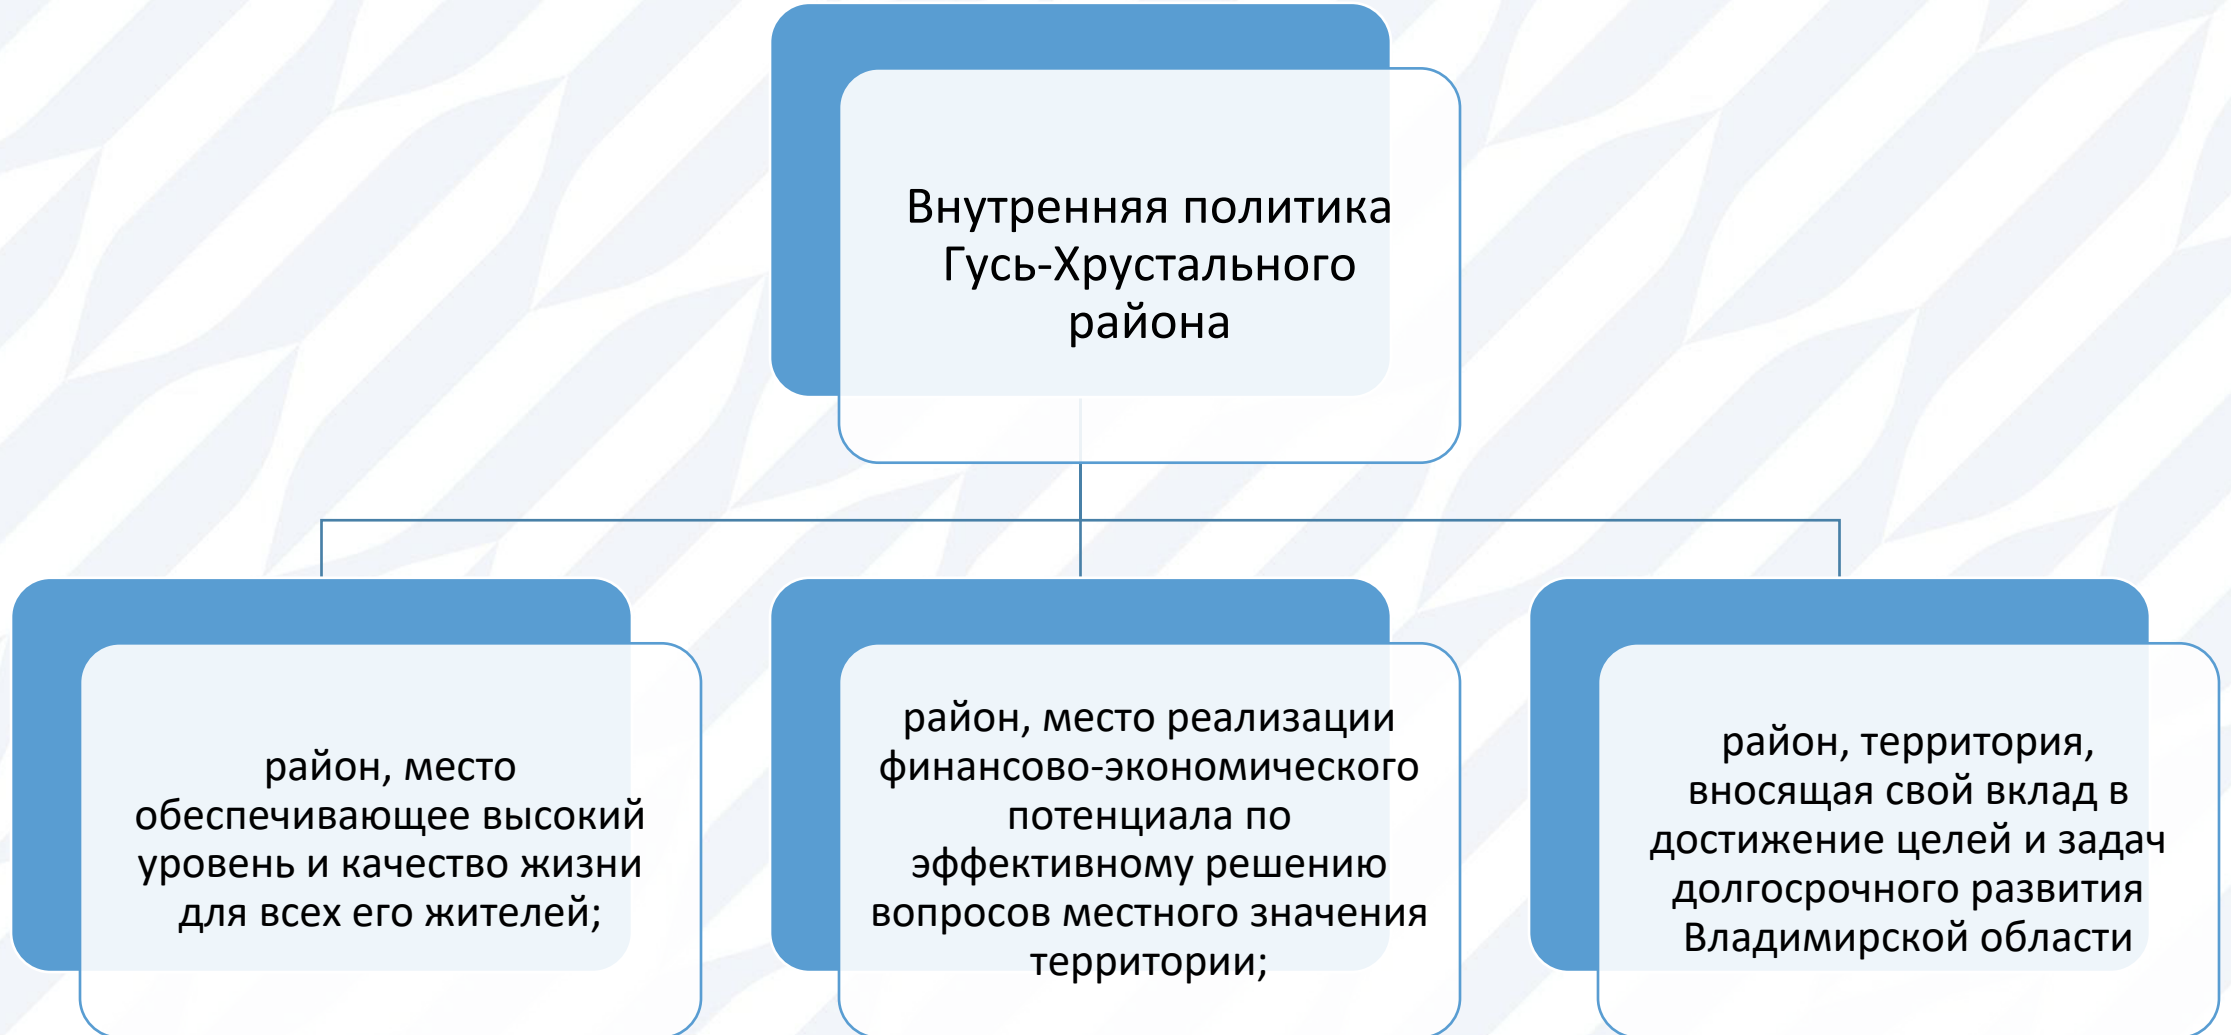 Внутренняя политика
Гусь-Хрустального
района
район, место
обеспечивающее высокий
уровень и качество жизни
для всех его жителей;
район, место реализации
финансово-экономического
потенциала по
эффективному решению
вопросов местного значения
территории;
район, территория,
вносящая свой вклад в
достижение целей и задач
долгосрочного развития
Владимирской области